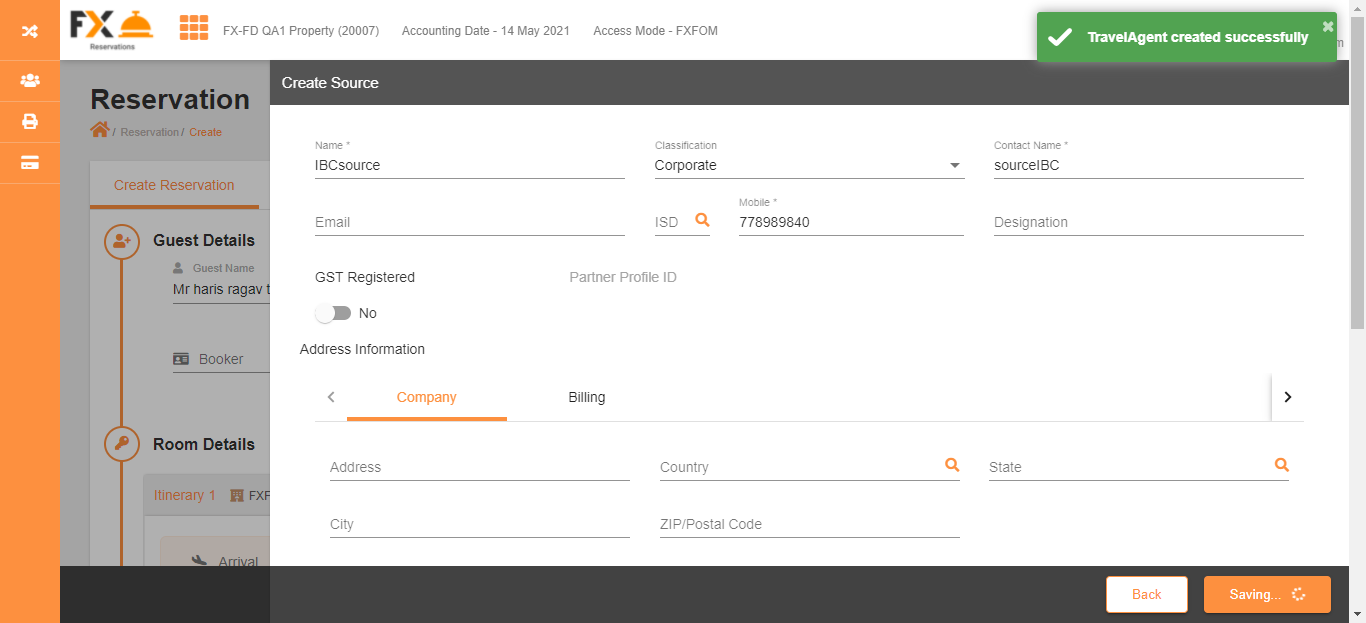 FX
Reservations
FX-FD QA1 Property (20007) Accounting Date - 14 May 2021 Access Mode - FXFOM
TravelAgent created successfully
Create Source
Reservation
/ Reservation / Create
Create Reservation
Guest Details
Guest Name
Mr haris ragav t
Booker
Room Details
Itinerary 1 FXF
Arrival
Name *
IBCsource
Classification
Corporate
Contact Name *
sourceIBC
Email
ISD
Mobile *
778989840
Designation
GST Registered
Partner Profile ID
No
Address Information
Company Billing
Address Country State
City ZIP/Postal Code
Back Saving...